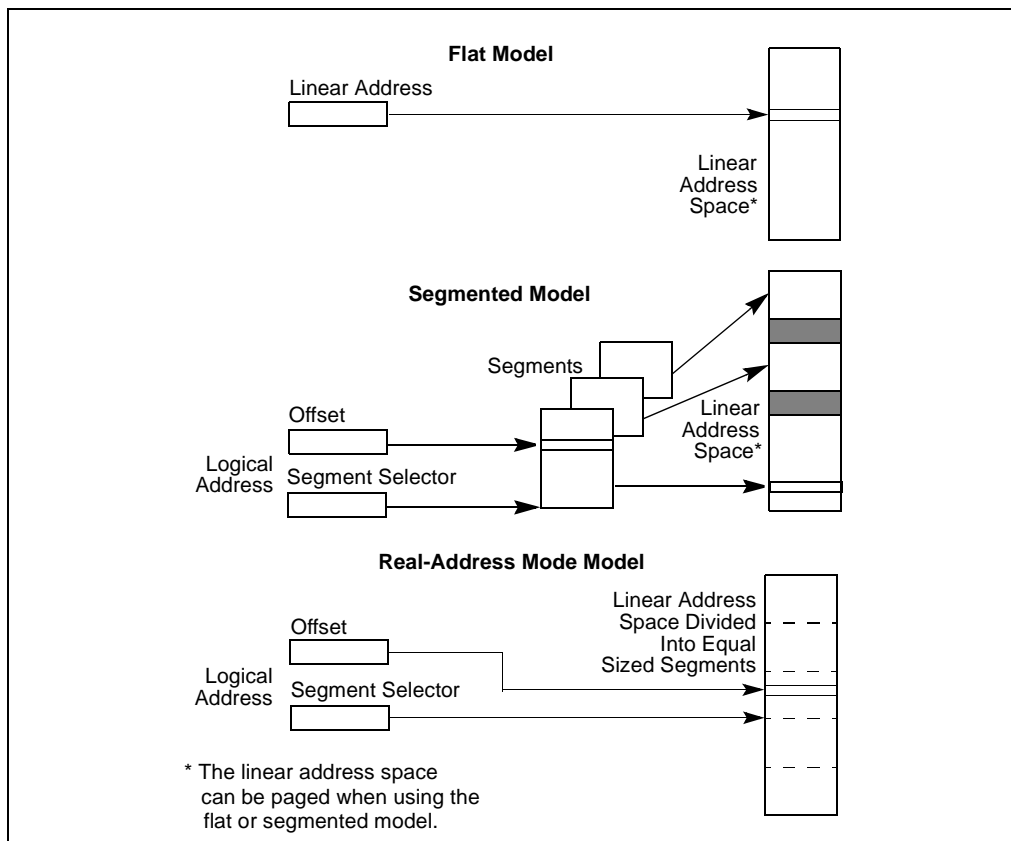 Flat Model
Linear Address
Linear
Address
Space*
Segmented Model
Segments
Offset
Logical
Address
Segment Selector
Linear
Address
Space*
Real-Address Mode Model
Offset
Logical
Address
Segment Selector
Linear Address
Space Divided
Into Equal
Sized Segments
* The linear address space
can be paged when using the
flat or segmented model.